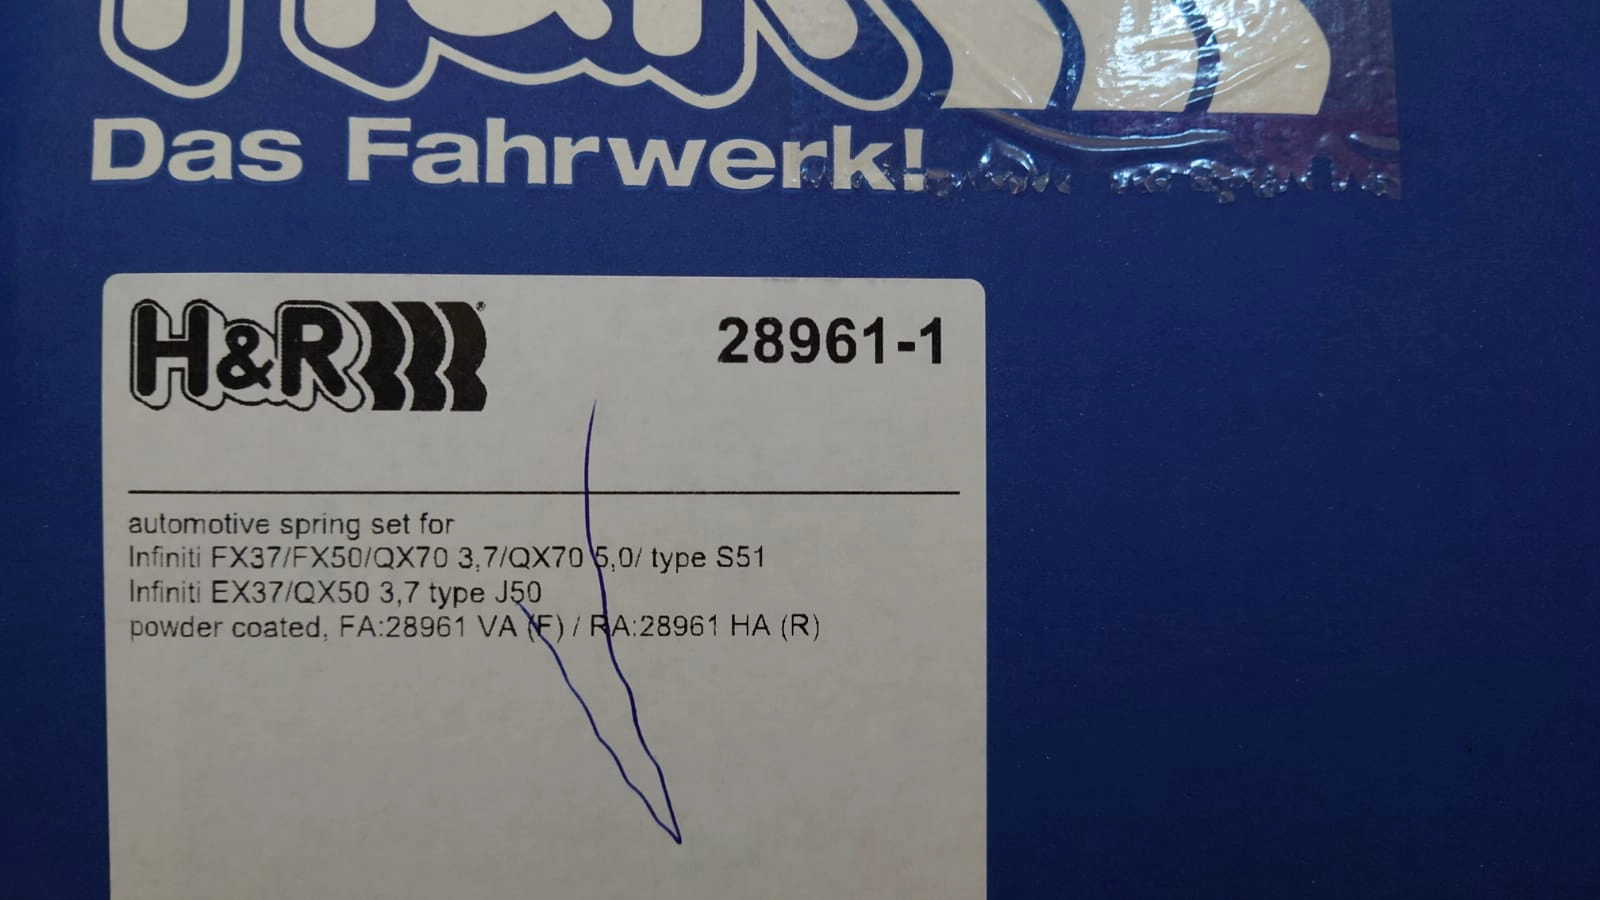 H&R
Das Fahrwerk!
H&R®
28961-1
automotive spring set for
Infiniti FX37/FX50/QX70 3,7/QX70 5,0/ type S51
Infiniti EX37/QX50 3,7 type J50
powder coated, FA:28961 VA (F) / RA:28961 HA (R)